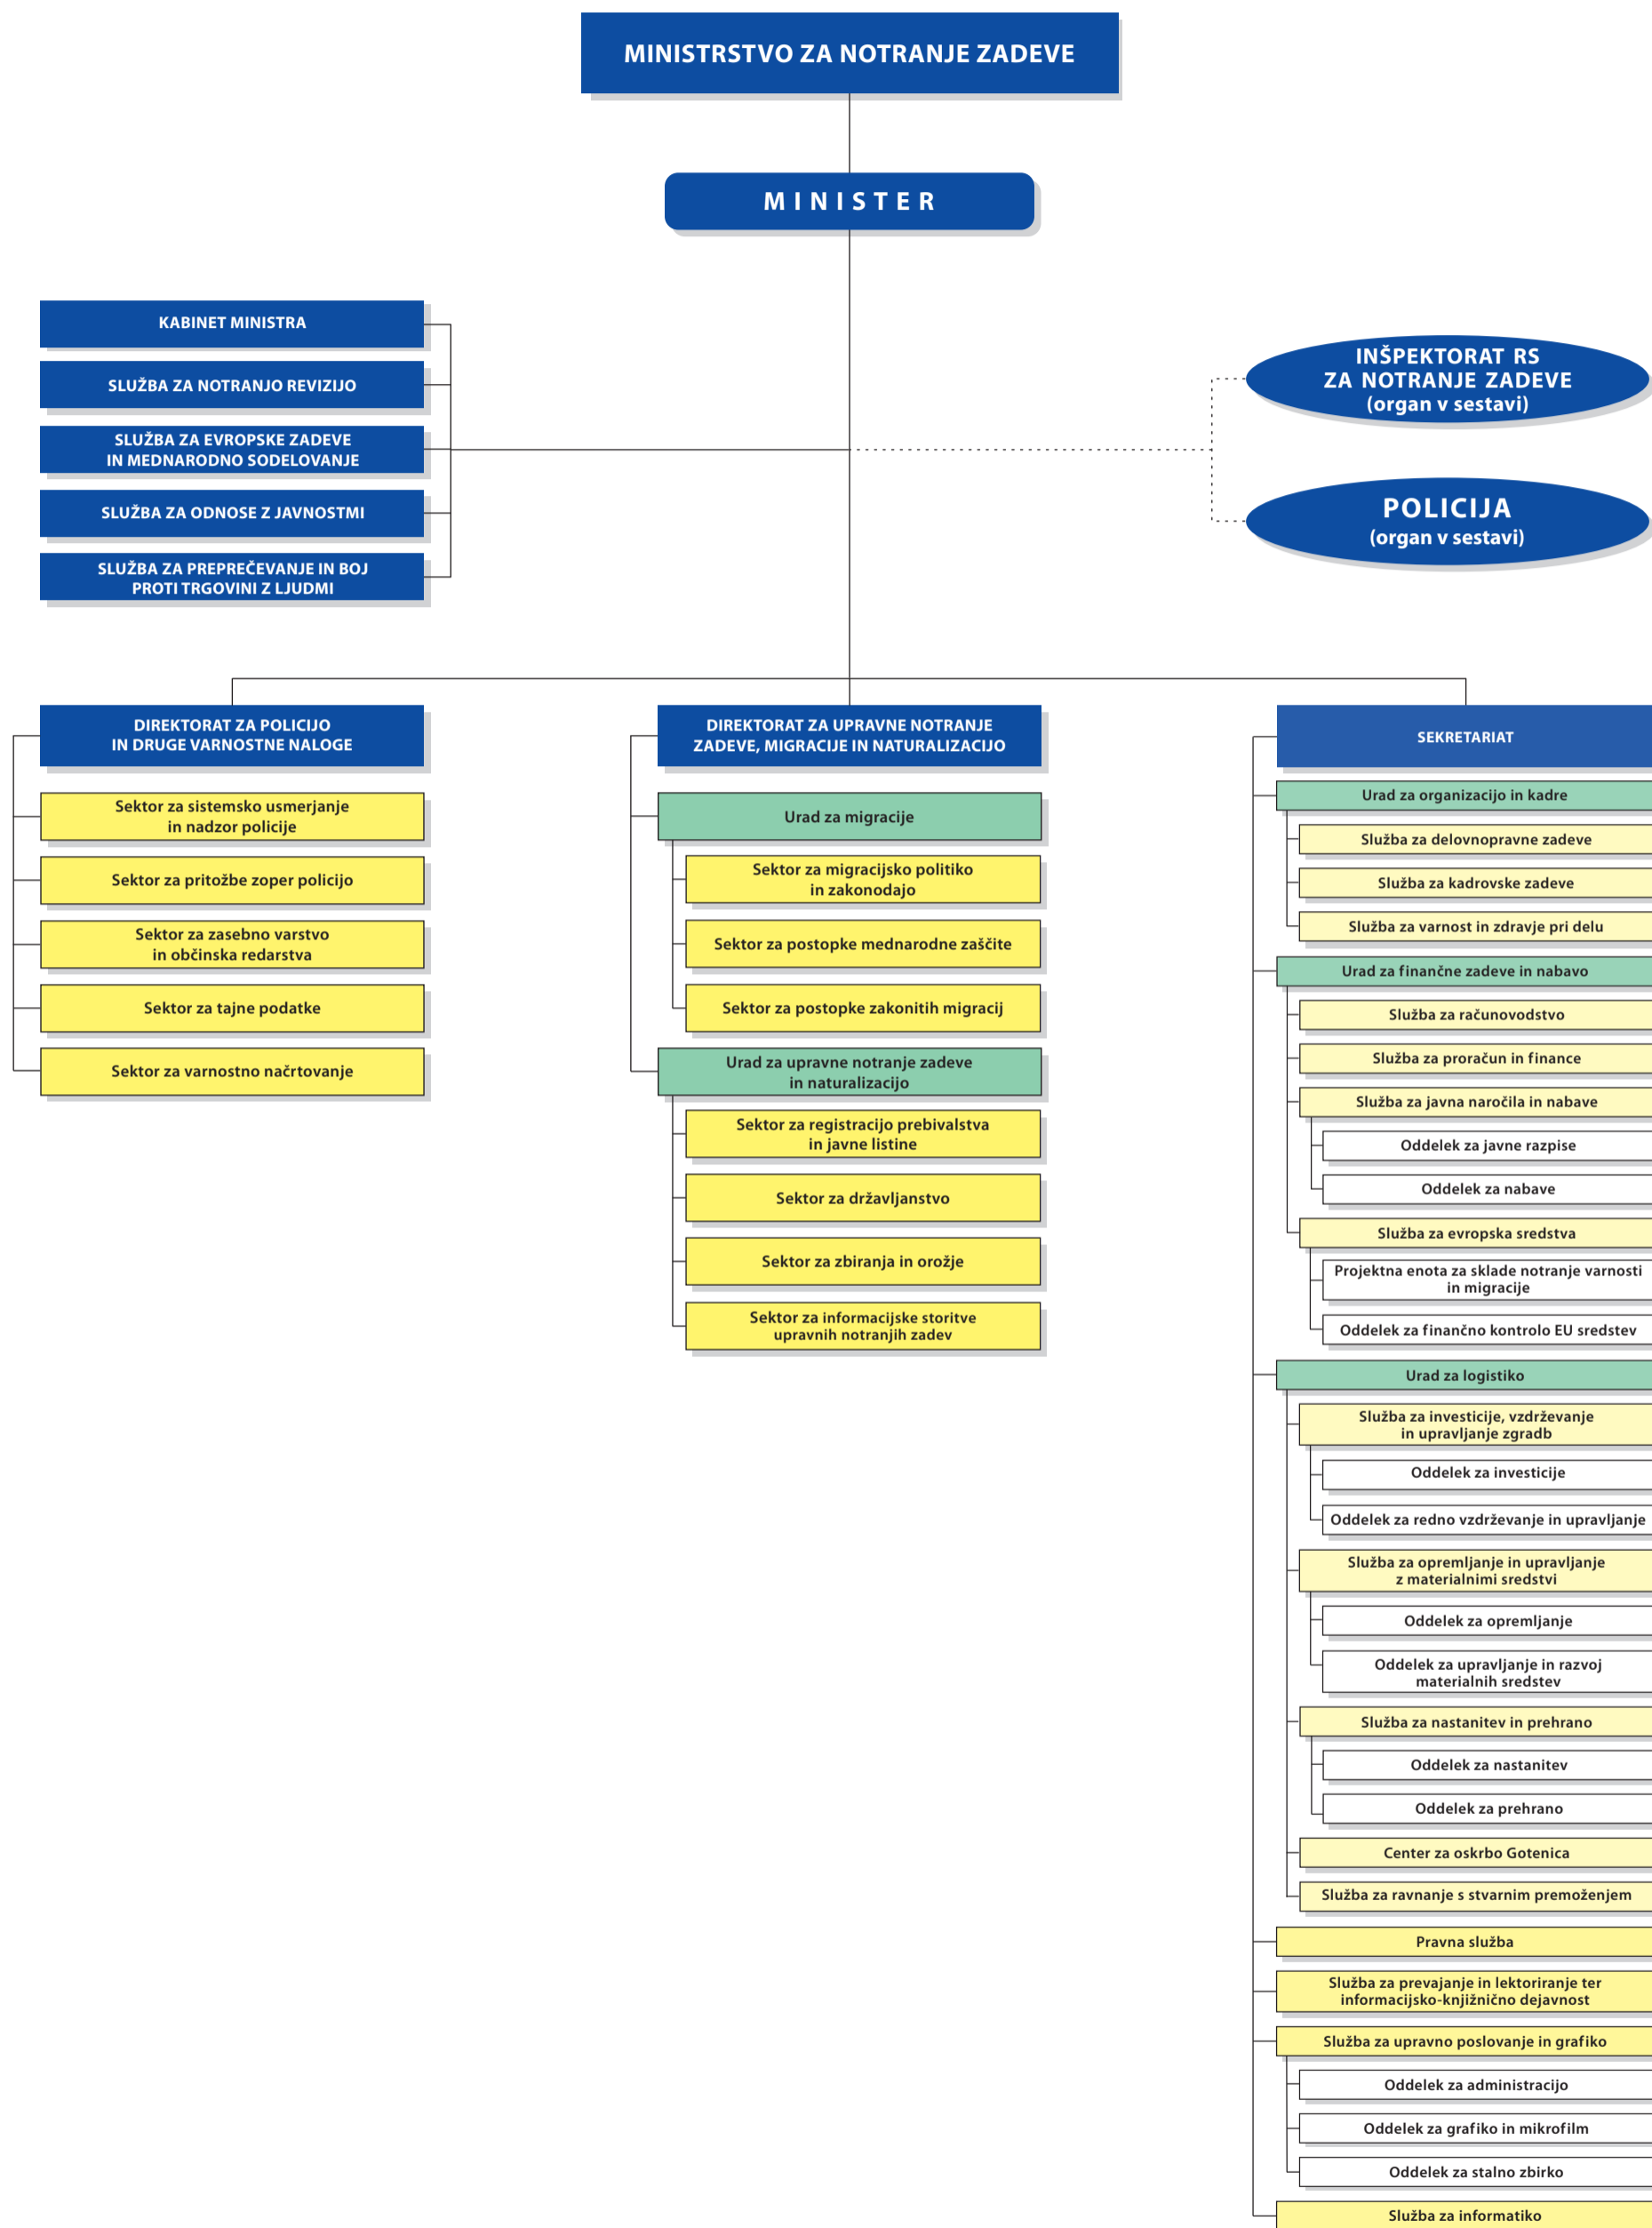 MINISTRSTVO ZA NOTRANJE ZADEVE
MINISTER
KABINET MINISTRA
SLUŽBA ZA NOTRANJO REVIZIJO
SLUŽBA ZA EVROPSKE ZADEVE
IN MEDNARODNO SODELOVANJE
SLUŽBA ZA ODNOSE Z JAVNOSTMI
SLUŽBA ZA PREPREČEVANJE IN BOJ
PROTI TRGOVINI Z LJUDMI
INŠPEKTORAT RS
ZA NOTRANJE ZADEVE
(organ v sestavi)
POLICIJA
(organ v sestavi)
DIREKTORAT ZA POLICIJO
IN DRUGE VARNOSTNE NALOGE
Sektor za sistemsko usmerjanje
in nadzor policije
Sektor za pritožbe zoper policijo
Sektor za zasebno varstvo
in občinska redarstva
Sektor za tajne podatke
Sektor za varnostno načrtovanje
DIREKTORAT ZA UPRAVNE NOTRANJE
ZADEVE, MIGRACIJE IN NATURALIZACIJO
Urad za migracije
Sektor za migracijsko politiko
in zakonodajo
Sektor za postopke mednarodne zaščite
Sektor za postopke zakonitih migracij
Urad za upravne notranje zadeve
in naturalizacijo
Sektor za registracijo prebivalstva
in javne listine
Sektor za državljanstvo
Sektor za zbiranja in orožje
Sektor za informacijske storitve
upravnih notranjih zadev
SEKRETARIAT
Urad za organizacijo in kadre
Služba za delovnopravne zadeve
Služba za kadrovske zadeve
Služba za varnost in zdravje pri delu
Urad za finančne zadeve in nabavo
Služba za računovodstvo
Služba za proračun in finance
Služba za javna naročila in nabave
Oddelek za javne razpise
Oddelek za nabave
Služba za evropska sredstva
Projektna enota za sklade notranje varnosti
in migracije
Oddelek za finančno kontrolo EU sredstev
Urad za logistiko
Služba za investicije, vzdrževanje
in upravljanje zgradb
Oddelek za investicije
Oddelek za redno vzdrževanje in upravljanje
Služba za opremljanje in upravljanje
z materialnimi sredstvi
Oddelek za opremljanje
Oddelek za upravljanje in razvoj
materialnih sredstev
Služba za nastanitev in prehrano
Oddelek za nastanitev
Oddelek za prehrano
Center za oskrbo Gotenica
Služba za ravnanje s stvarnim premoženjem
Pravna služba
Služba za prevajanje in lektoriranje ter
informacijsko-knjižnično dejavnost
Služba za upravno poslovanje in grafiko
Oddelek za administracijo
Oddelek za grafiko in mikrofilm
Oddelek za stalno zbirko
Služba za informatiko